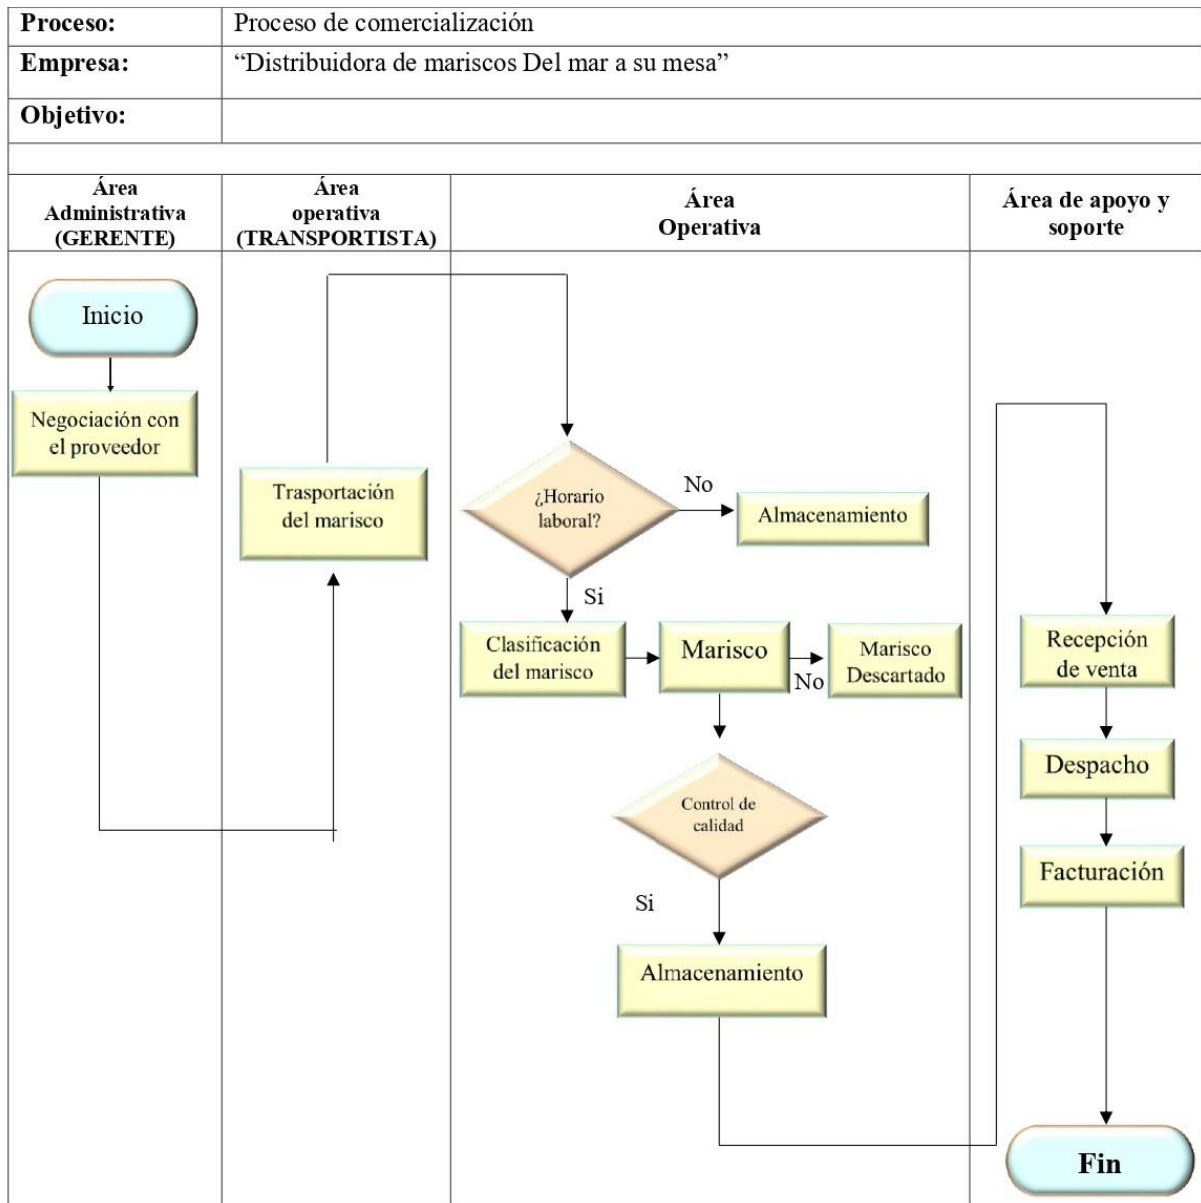 Proceso:
Proceso de comercialización
Empresa:
“Distribuidora de mariscos Del mar a su mesa”
Objetivo:
Área
Administrativa
(GERENTE)
Área
operativa
(TRANSPORTISTA)
Área
Operativa
Área de apoyo y
soporte
Inicio
Negociación con
el proveedor
Trasportación
del marisco
¿Horario
laboral?
No
Almacenamiento
Si
Clasificación
del marisco
Marisco
No
Marisco
Descartado
Control de
calidad
Si
Almacenamiento
Recepción
de venta
Despacho
Facturación
Fin